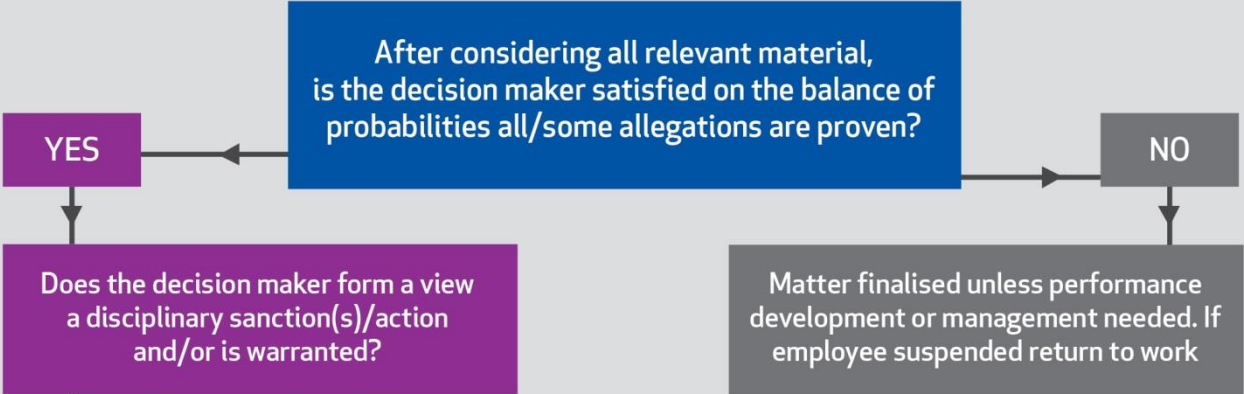 After considering all relevant material,
is the decision maker satisfied on the balance of
probabilities all/some allegations are proven?
YES
NO
Does the decision maker form a view
a disciplinary sanction(s)/action
and/or is warranted?
Matter finalised unless performance
development or management needed. If
employee suspended return to work